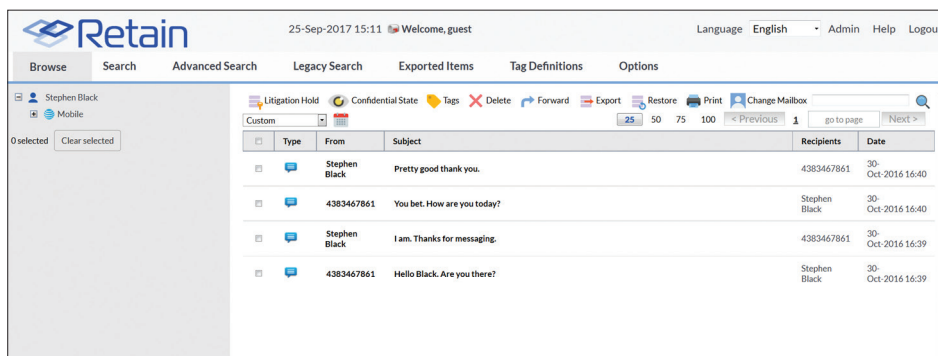 Retain
25-Sep-2017 15:11 Welcome, guest
Language English Admin Help Logou
Browse Search Advanced Search Legacy Search Exported Items Tag Definitions Options
Stephen Black
Mobile
0 selected Clear selected
Litigation Hold Confidential State Tags Delete Forward Export Restore Print Change Mailbox
Custom 25 50 75 100 < Previous 1 go to page Next >
Type From Subject Recipients Date
Stephen Black Pretty good thank you. 4383467861 30-Oct-2016 16:40
4383467861 You bet. How are you today? Stephen Black 30-Oct-2016 16:40
Stephen Black I am. Thanks for messaging. 4383467861 30-Oct-2016 16:39
4383467861 Hello Black. Are you there? Stephen Black 30-Oct-2016 16:39